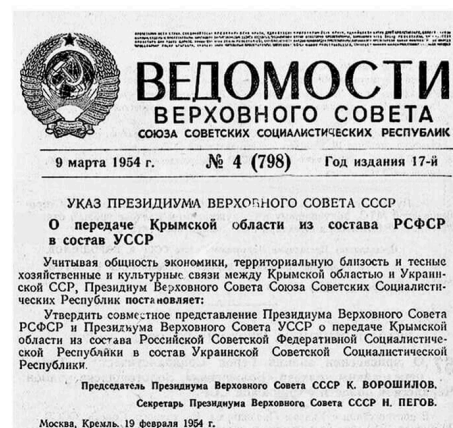 ВЕДОМОСТИ
ВЕРХОВНОГО СОВЕТА
СОЮЗА СОВЕТСКИХ СОЦИАЛИСТИЧЕСКИХ РЕСПУБЛИК
9 марта 1954 г. № 4 (798) Год издания 17-й
УКАЗ ПРЕЗИДИУМА ВЕРХОВНОГО СОВЕТА СССР
О передаче Крымской области из состава РСФСР
в состав УССР
Учитывая общность экономики, территориальную близость и тесные
хозяйственные и культурные связи между Крымской областью и Украин-
ской ССР, Президиум Верховного Совета Союза Советских Социалисти-
ческих Республик постановляет:
Утвердить совместное представление Президиума Верховного Совета
РСФСР и Президиума Верховного Совета УССР о передаче Крымской
области из состава Российской Советской Федеративной Социалистиче-
ской Республики в состав Украинской Советской Социалистической
Республики.
Председатель Президиума Верховного Совета СССР К. ВОРОШИЛОВ.
Секретарь Президиума Верховного Совета СССР Н. ПЕГОВ.
Москва, Кремль. 19 февраля 1954 г.